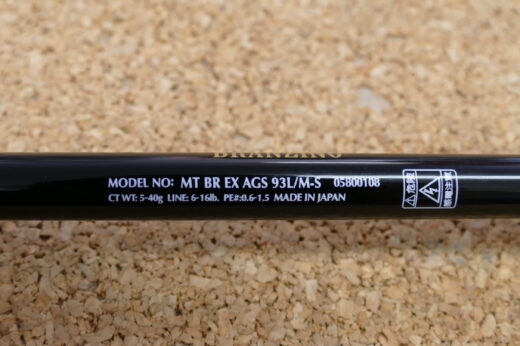 BRANZINO
MODEL NO: MT BR EX AGS 93L/M-S 05800108
CT WT: 5-40g LINE: 6-16lb. PE#:0.6-1.5 MADE IN JAPAN